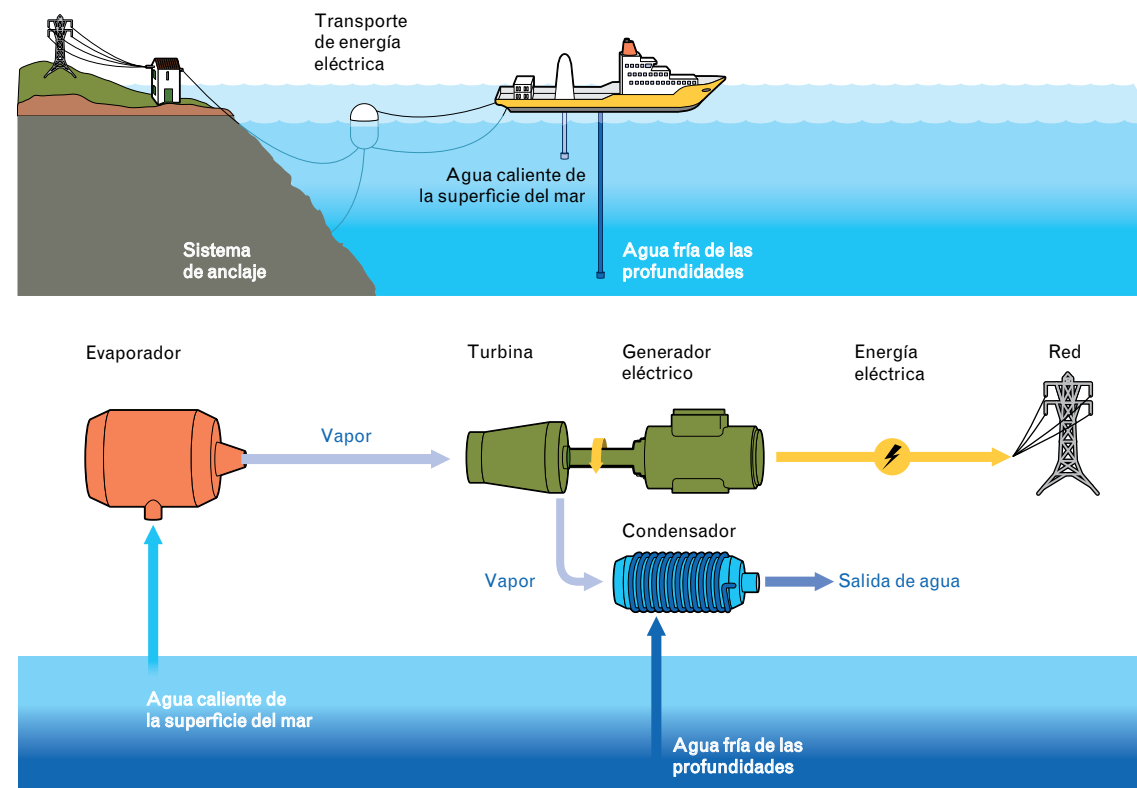 Transporte
de energía
eléctrica
Agua caliente de
la superficie del mar
Sistema
de anclaje
Agua fría de las
profundidades
Evaporador
Turbina
Generador
eléctrico
Energía
eléctrica
Red
Vapor
Condensador
Vapor
Salida de agua
Agua caliente de
la superficie del mar
Agua fría de las
profundidades